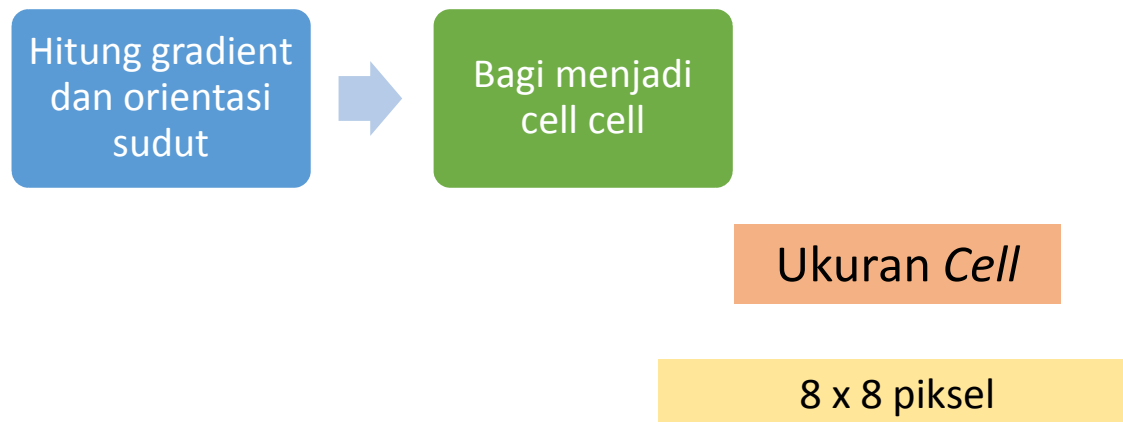 Hitung gradient
dan orientasi
sudut
Bagi menjadi
cell cell
Ukuran Cell
8 x 8 piksel